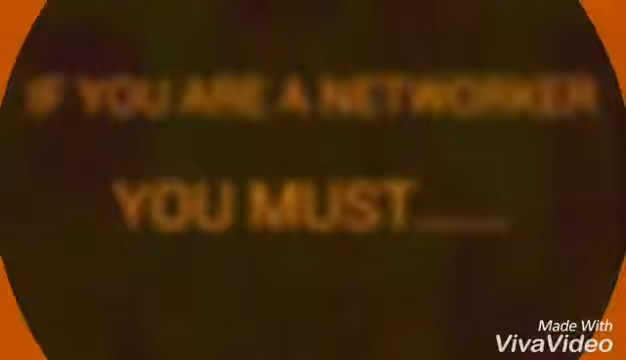 IF YOU ARE A NETWORKER
YOU MUST.......
Made With
VivaVideo